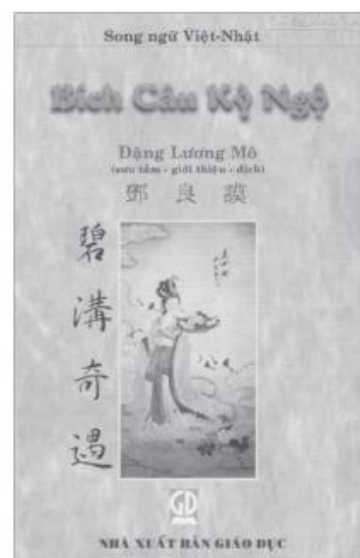 Song ngữ Việt-Nhật
Bích Câu Kỳ Ngộ
Đặng Lương Mô
(sưu tầm - giới thiệu - dịch)
鄧 良 謨
碧
溝
奇
遇
GD
NHÀ XUẤT BẢN GIÁO DỤC